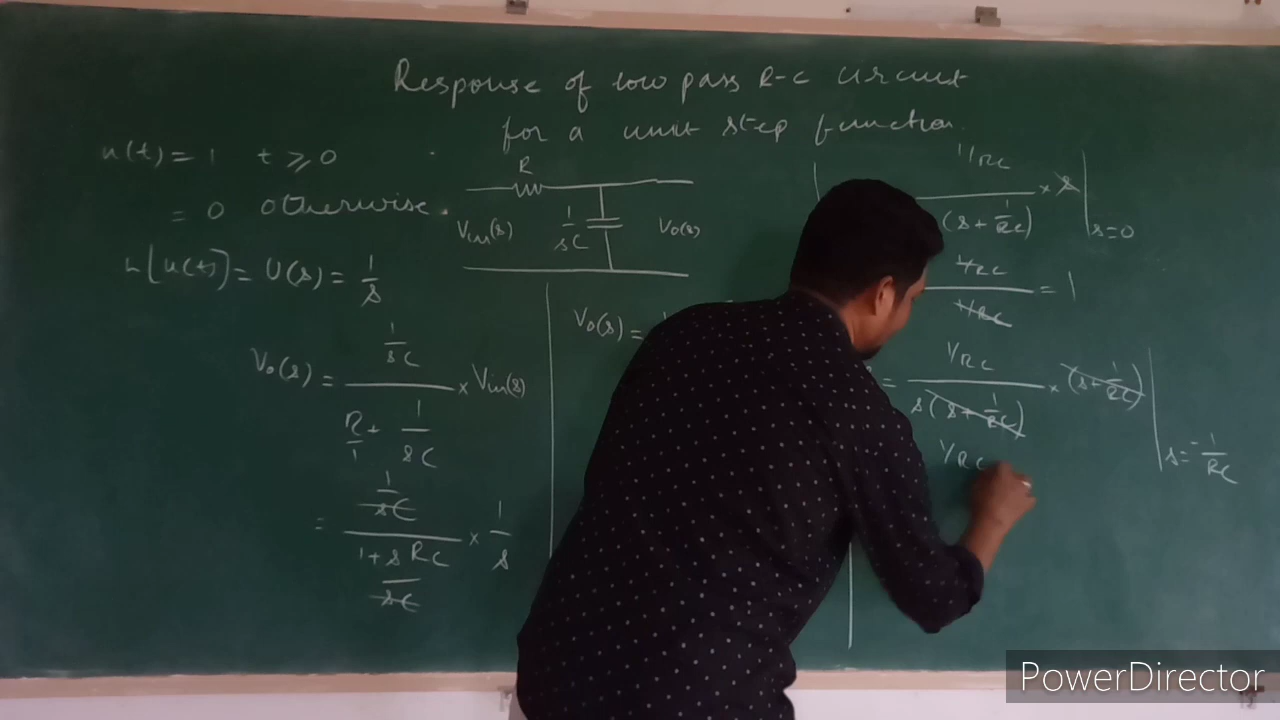 Response of low pass R-C circuit
for a unit step function.
u(t) = 1 t ≥ 0
= 0 otherwise.
L[u(t)] = U(s) = 1/s
R
Vin(s) 1/sC Vo(s)
Vo(s) = (1/sC) / (R/1 + 1/sC) × Vin(s)
= (1/sC) / ((1+sRC)/sC) × 1/s
Vo(s) =
1/RC / (s + 1/RC) × s | s=0
1/RC / 1/RC = 1
= 1/RC / s(s + 1/RC) × (s + 1/RC) | s = -1/RC
1/RC
PowerDirector